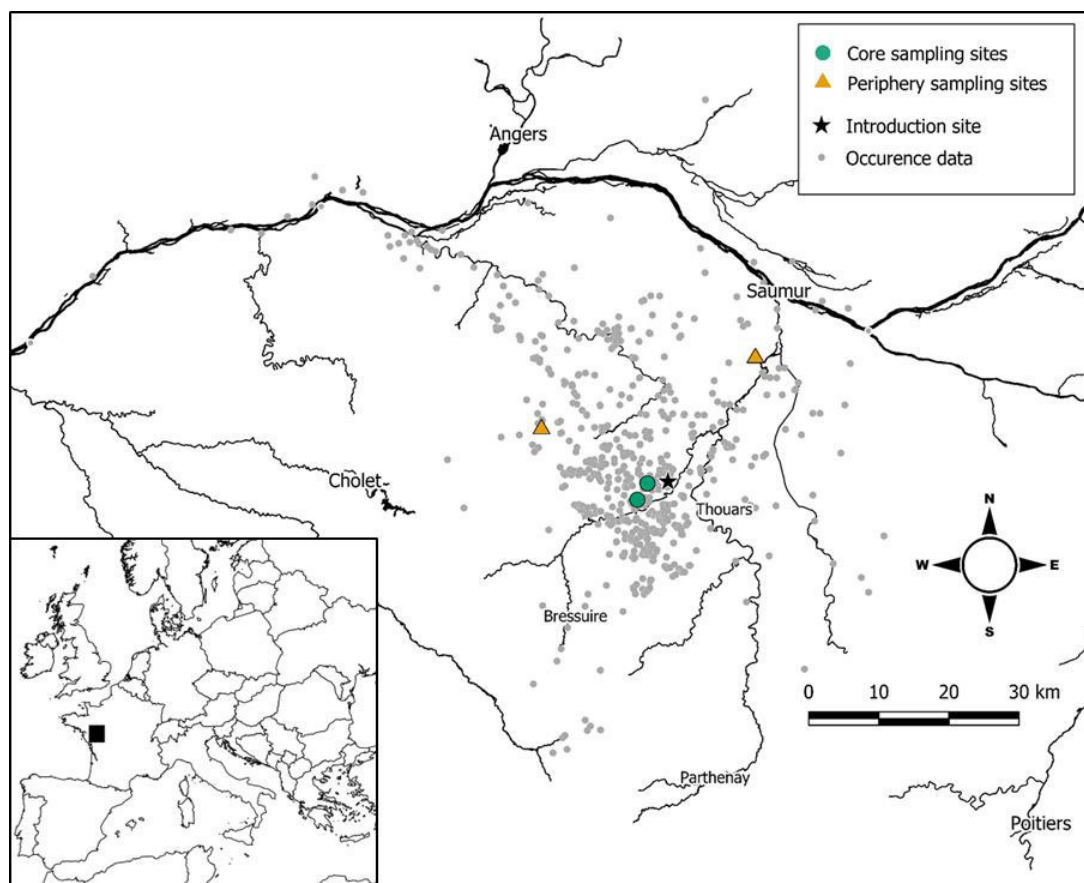 Core sampling sites
Periphery sampling sites
Introduction site
Occurence data
Angers
Saumur
Cholet
Thouars
Bressuire
Parthenay
Poitiers
N
W E
S
0 10 20 30 km